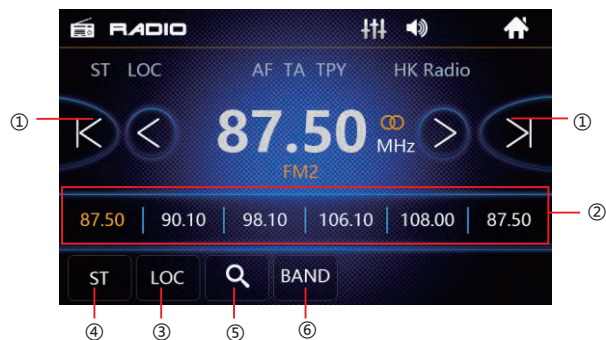 RADIO
ST LOC AF TA TPY HK Radio
① ①
87.50 MHz
FM2
87.50 90.10 98.10 106.10 108.00 87.50
②
ST LOC BAND
④ ③ ⑤ ⑥